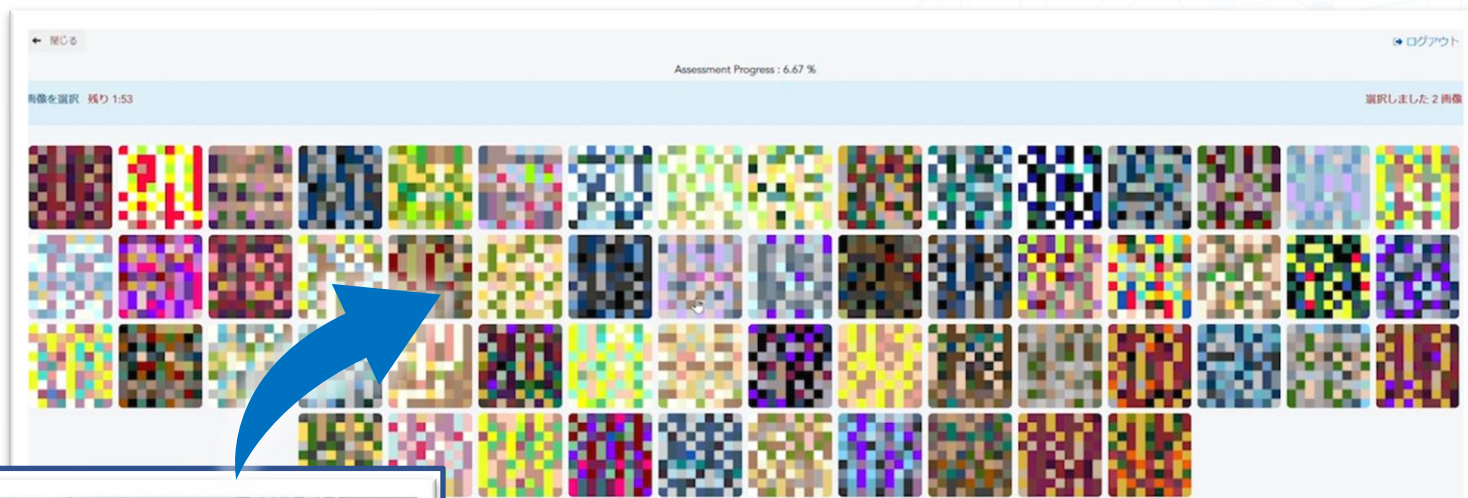 ← 閉じる
ログアウト
Assessment Progress : 6.67 %
画像を選択 残り 1:53
選択しました 2 画像